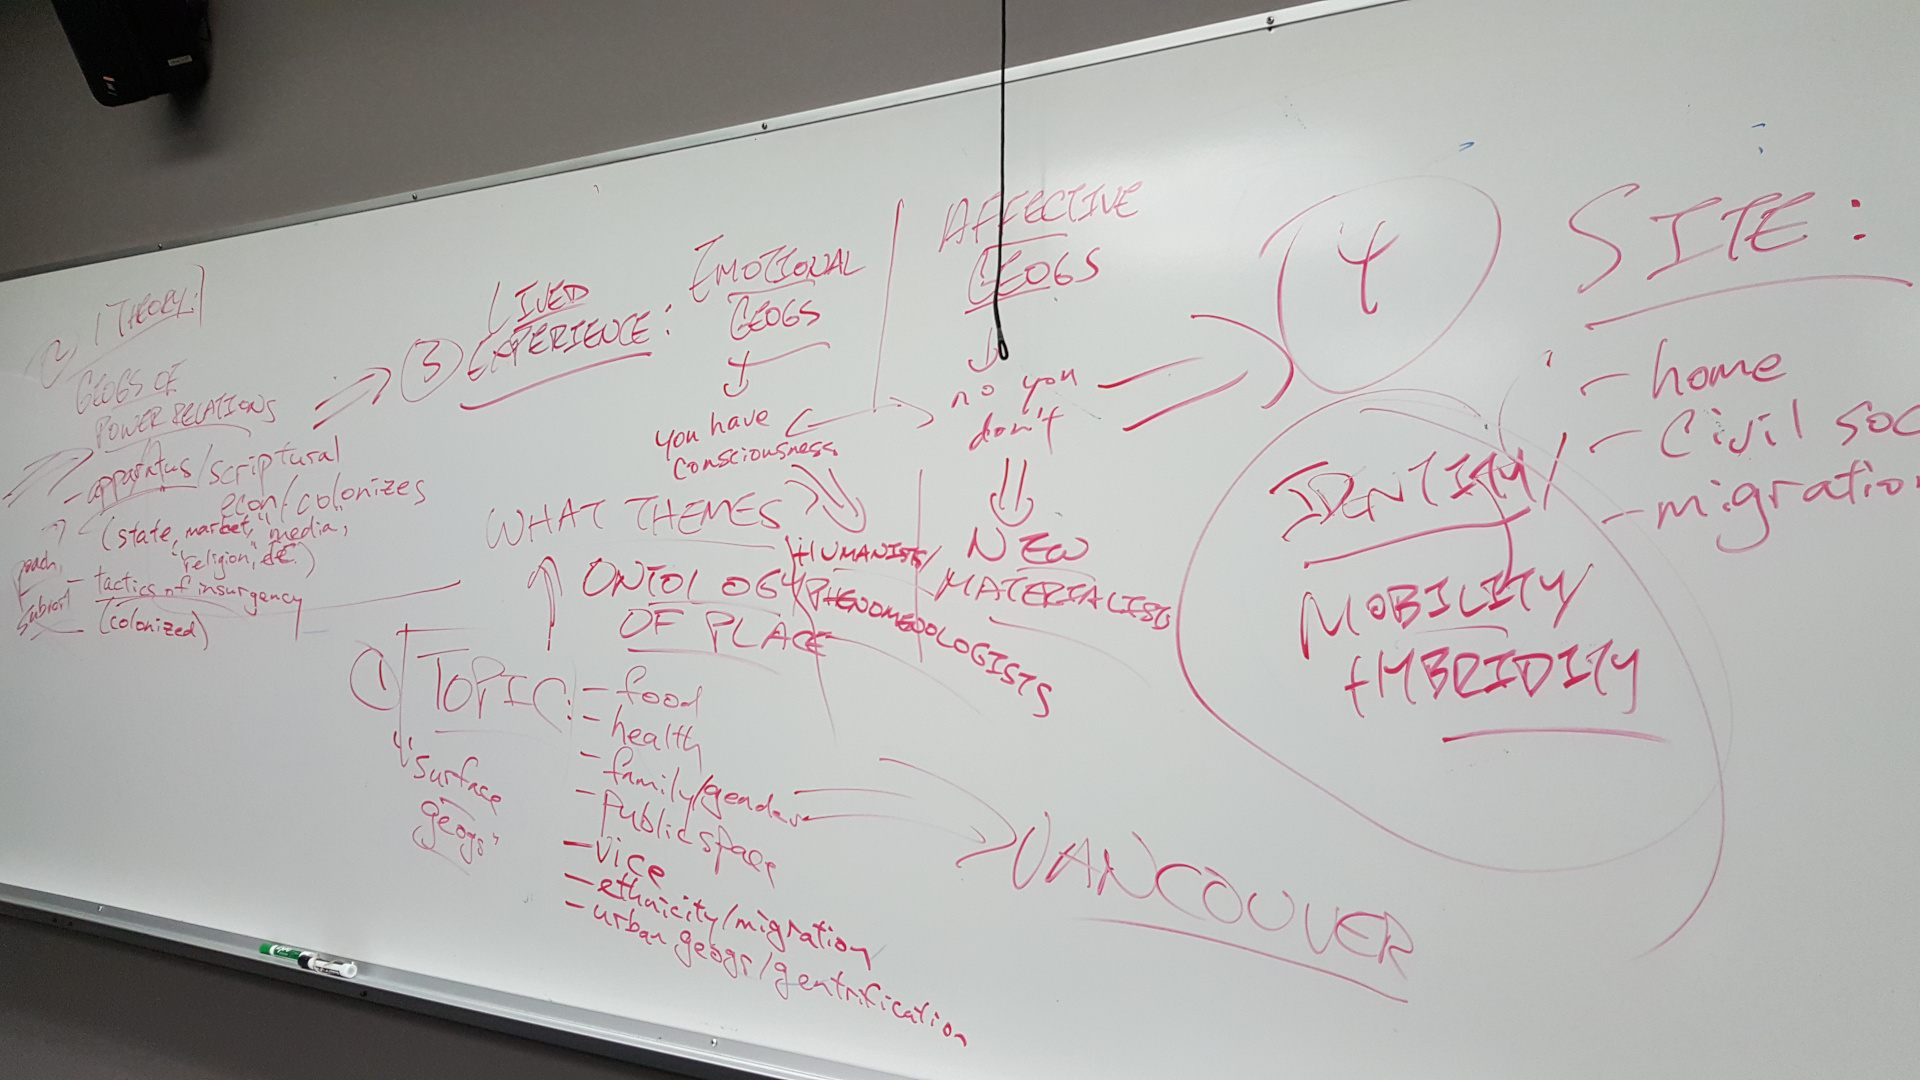 2) THEORY:
GEOGS OF
POWER RELATIONS
- apparatus/scriptural
econ/colonizes
(state, market, "media,"
"religion," etc.)
- tactics of insurgency
(colonized)
3 LIVED
EXPERIENCE:
EMOTIONAL
GEOGS
you have
consciousness
AFFECTIVE
GEOGS
no you
don't
WHAT THEMES
ONTOLOGY
OF PLACE
HUMANISTS/
PHENOMENOLOGISTS
NEW
MATERIALISTS
1 TOPIC:
"surface
geogs"
- food
- health
- family/gender
- public space
- vice
- ethnicity/migration
- urban geogs/gentrification
VANCOUVER
4
IDENTITY/
MOBILITY/
HYBRIDITY
SITE:
- home
- Civil soc
- migratio